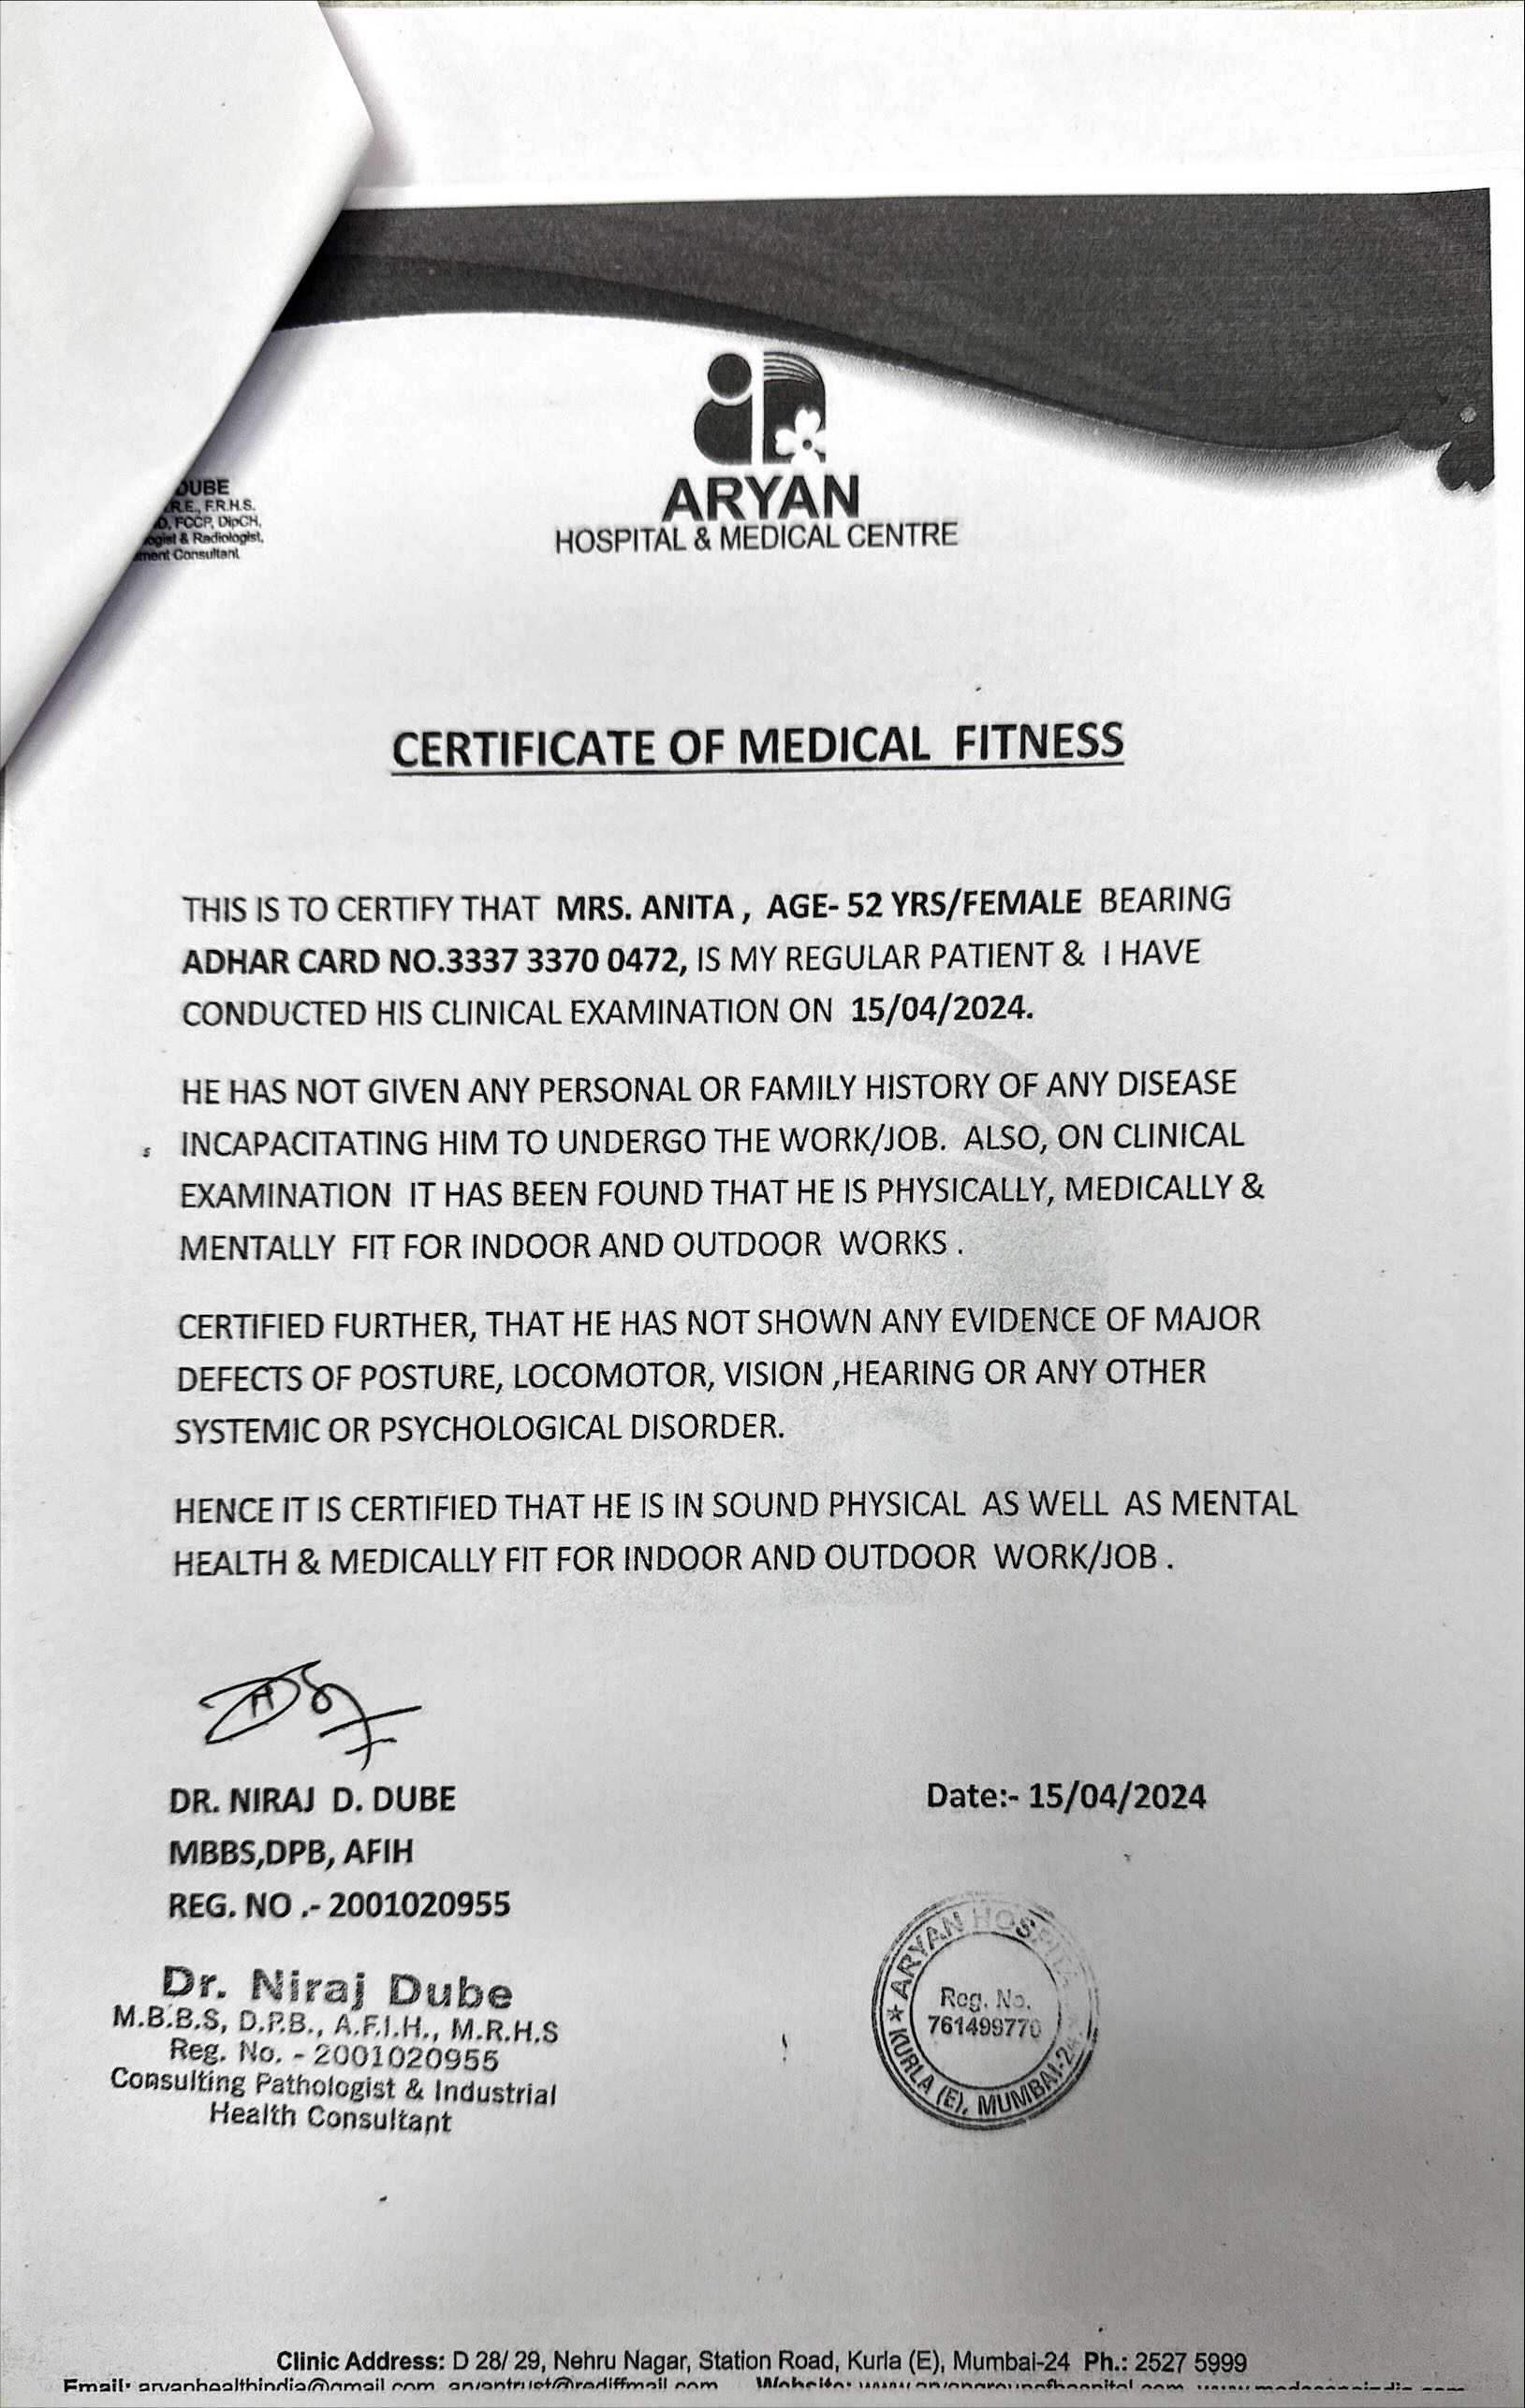 DUBE
R.E., F.R.H.S.
FCCP, DipCH,
& Radiologist,
Consultant
ARYAN
HOSPITAL & MEDICAL CENTRE
CERTIFICATE OF MEDICAL FITNESS
THIS IS TO CERTIFY THAT MRS. ANITA , AGE- 52 YRS/FEMALE BEARING
ADHAR CARD NO.3337 3370 0472, IS MY REGULAR PATIENT & I HAVE
CONDUCTED HIS CLINICAL EXAMINATION ON 15/04/2024.
HE HAS NOT GIVEN ANY PERSONAL OR FAMILY HISTORY OF ANY DISEASE
INCAPACITATING HIM TO UNDERGO THE WORK/JOB. ALSO, ON CLINICAL
EXAMINATION IT HAS BEEN FOUND THAT HE IS PHYSICALLY, MEDICALLY &
MENTALLY FIT FOR INDOOR AND OUTDOOR WORKS .
CERTIFIED FURTHER, THAT HE HAS NOT SHOWN ANY EVIDENCE OF MAJOR
DEFECTS OF POSTURE, LOCOMOTOR, VISION ,HEARING OR ANY OTHER
SYSTEMIC OR PSYCHOLOGICAL DISORDER.
HENCE IT IS CERTIFIED THAT HE IS IN SOUND PHYSICAL AS WELL AS MENTAL
HEALTH & MEDICALLY FIT FOR INDOOR AND OUTDOOR WORK/JOB .
DR. NIRAJ D. DUBE
MBBS,DPB, AFIH
REG. NO .- 2001020955
Date:- 15/04/2024
Dr. Niraj Dube
M.B.B.S, D.P.B., A.F.I.H., M.R.H.S
Reg. No. - 2001020955
Consulting Pathologist & Industrial
Health Consultant
ARYAN HOSPITAL
Reg. No.
761499770
★ KURLA (E), MUMBAI-24
Clinic Address: D 28/ 29, Nehru Nagar, Station Road, Kurla (E), Mumbai-24 Ph.: 2527 5999
Email: aryanhealthindia@gmail.com, aryantrust@rediffmail.com Website: www.aryangroupofhospital.com,